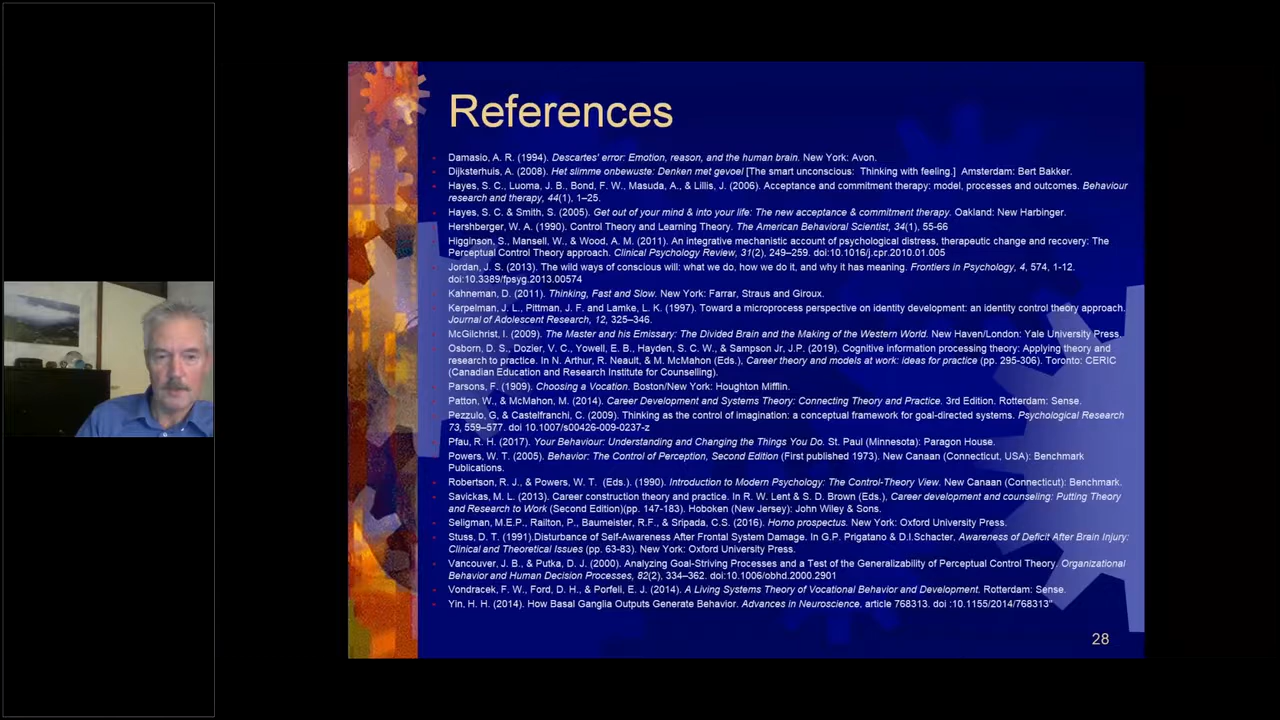 References
Damasio, A. R. (1994). Descartes' error: Emotion, reason, and the human brain. New York: Avon.
Dijksterhuis, A. (2008). Het slimme onbewuste: Denken met gevoel [The smart unconscious: Thinking with feeling.] Amsterdam: Bert Bakker.
Hayes, S. C., Luoma, J. B., Bond, F. W., Masuda, A., & Lillis, J. (2006). Acceptance and commitment therapy: model, processes and outcomes. Behaviour
research and therapy, 44(1), 1–25.
Hayes, S. C. & Smith, S. (2005). Get out of your mind & into your life: The new acceptance & commitment therapy. Oakland: New Harbinger.
Hershberger, W. A. (1990). Control Theory and Learning Theory. The American Behavioral Scientist, 34(1), 55-66
Higginson, S., Mansell, W., & Wood, A. M. (2011). An integrative mechanistic account of psychological distress, therapeutic change and recovery: The
Perceptual Control Theory approach. Clinical Psychology Review, 31(2), 249–259. doi:10.1016/j.cpr.2010.01.005
Jordan, J. S. (2013). The wild ways of conscious will: what we do, how we do it, and why it has meaning. Frontiers in Psychology, 4, 574, 1-12.
doi:10.3389/fpsyg.2013.00574
Kahneman, D. (2011). Thinking, Fast and Slow. New York: Farrar, Straus and Giroux.
Kerpelman, J. L., Pittman, J. F. and Lamke, L. K. (1997). Toward a microprocess perspective on identity development: an identity control theory approach.
Journal of Adolescent Research, 12, 325–346.
McGilchrist, I. (2009). The Master and his Emissary: The Divided Brain and the Making of the Western World. New Haven/London: Yale University Press.
Osborn, D. S., Dozier, V. C., Yowell, E. B., Hayden, S. C. W., & Sampson Jr. J.P. (2019). Cognitive information processing theory: Applying theory and
research to practice. In N. Arthur, R. Neault, & M. McMahon (Eds.), Career theory and models at work: ideas for practice (pp. 295-306). Toronto: CERIC
(Canadian Education and Research Institute for Counselling).
Parsons, F. (1909). Choosing a Vocation. Boston/New York: Houghton Mifflin.
Patton, W., & McMahon, M. (2014). Career Development and Systems Theory: Connecting Theory and Practice. 3rd Edition. Rotterdam: Sense.
Pezzulo, G, & Castelfranchi, C. (2009). Thinking as the control of imagination: a conceptual framework for goal-directed systems. Psychological Research
73, 559–577. doi 10.1007/s00426-009-0237-z
Pfau, R. H. (2017). Your Behaviour: Understanding and Changing the Things You Do. St. Paul (Minnesota): Paragon House.
Powers, W. T. (2005). Behavior: The Control of Perception, Second Edition (First published 1973). New Canaan (Connecticut, USA): Benchmark
Publications.
Robertson, R. J., & Powers, W. T. (Eds.). (1990). Introduction to Modern Psychology: The Control-Theory View. New Canaan (Connecticut): Benchmark.
Savickas, M. L. (2013). Career construction theory and practice. In R. W. Lent & S. D. Brown (Eds.), Career development and counseling: Putting Theory
and Research to Work (Second Edition)(pp. 147-183). Hoboken (New Jersey): John Wiley & Sons.
Seligman, M.E.P., Railton, P., Baumeister, R.F., & Sripada, C.S. (2016). Homo prospectus. New York: Oxford University Press.
Stuss, D. T. (1991).Disturbance of Self-Awareness After Frontal System Damage. In G.P. Prigatano & D.I.Schacter, Awareness of Deficit After Brain Injury:
Clinical and Theoretical Issues (pp. 63-83). New York: Oxford University Press.
Vancouver, J. B., & Putka, D. J. (2000). Analyzing Goal-Striving Processes and a Test of the Generalizability of Perceptual Control Theory. Organizational
Behavior and Human Decision Processes, 82(2), 334–362. doi:10.1006/obhd.2000.2901
Vondracek, F. W., Ford, D. H., & Porfeli, E. J. (2014). A Living Systems Theory of Vocational Behavior and Development. Rotterdam: Sense.
Yin, H. H. (2014). How Basal Ganglia Outputs Generate Behavior. Advances in Neuroscience. article 768313. doi :10.1155/2014/768313"
28